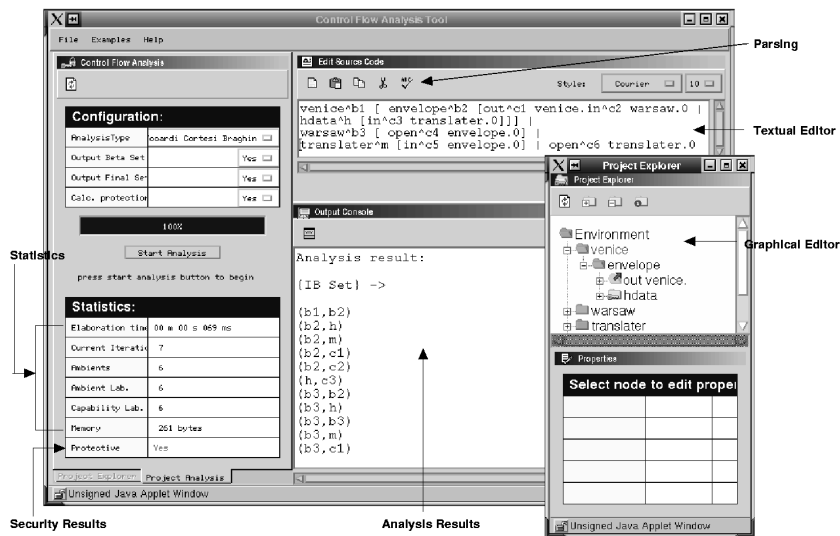 Control Flow Analysis Tool
File Examples Help
Control Flow Analysis
Configuration:
AnalysisType
Cortesi Braghin
Output Beta Set Yes
Output Final Set Yes
Calc. protection Yes
100%
Start Analysis
press start analysis button to begin
Statistics:
Elaboration time 00 m 00 s 069 ms
Current Iteratio 7
Ambients 6
Ambient Lab. 6
Capability Lab. 6
Memory 261 bytes
Protective Yes
Project Explorer Project Analysis
Unsigned Java Applet Window
Edit Source Code
Style: Courier 10
venice^b1 [ envelope^b2 [out^c1 venice.in^c2 warsaw.0 |
hdata^h [in^c3 translater.0]]] |
warsaw^b3 [ open^c4 envelope.0] |
translater^m [in^c5 envelope.0] | open^c6 translater.0
Output Console
Analysis result:
[IB Set] ->
(b1,b2)
(b2,h)
(b2,m)
(b2,c1)
(b2,c2)
(h,c3)
(b3,b2)
(b3,h)
(b3,b3)
(b3,m)
(b3,c1)
Project Explorer
Project Explorer
Environment
venice
envelope
out venice.
hdata
warsaw
translater
Properties
Select node to edit proper
Unsigned Java Applet Window
Parsing
Textual Editor
Graphical Editor
Statistics
Security Results
Analysis Results